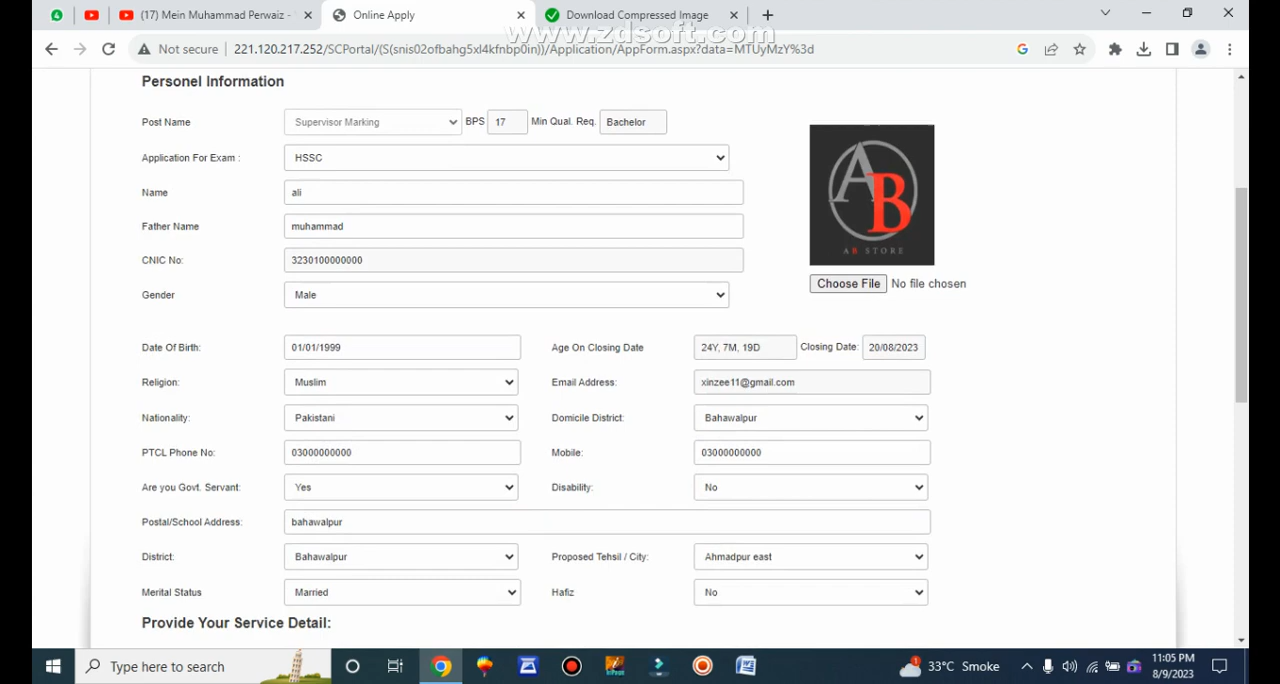 (17) Mein Muhammad Perwaiz -
Online Apply
Download Compressed Image
www.zdsoft.com
Not secure
221.120.217.252/SCPortal/(S(snis02ofbahg5xl4kfnbp0in))/Application/AppForm.aspx?data=MTUyMzY%3d
Personel Information
Post Name Supervisor Marking BPS 17 Min Qual. Req. Bachelor
Application For Exam : HSSC
Name ali
Father Name muhammad
CNIC No: 3230100000000
Gender Male
AB
AB STORE
Choose File No file chosen
Date Of Birth: 01/01/1999 Age On Closing Date 24Y, 7M, 19D Closing Date: 20/08/2023
Religion: Muslim Email Address: xinzee11@gmail.com
Nationality: Pakistani Domicile District: Bahawalpur
PTCL Phone No: 03000000000 Mobile: 03000000000
Are you Govt. Servant: Yes Disability: No
Postal/School Address: bahawalpur
District: Bahawalpur Proposed Tehsil / City: Ahmadpur east
Merital Status Married Hafiz No
Provide Your Service Detail:
Type here to search
33°C Smoke
11:05 PM
8/9/2023